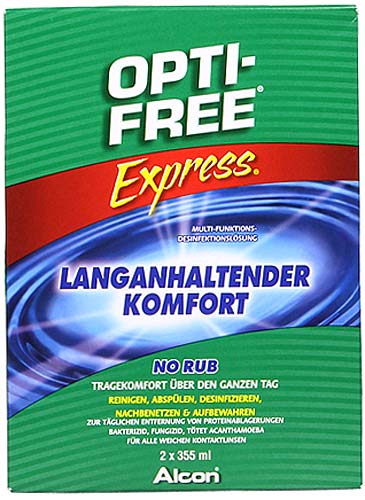 OPTI-
FREE®
Express®
MULTI-FUNKTIONS-
DESINFEKTIONSLÖSUNG
LANGANHALTENDER
KOMFORT
NO RUB
TRAGEKOMFORT ÜBER DEN GANZEN TAG
REINIGEN, ABSPÜLEN, DESINFIZIEREN,
NACHBENETZEN & AUFBEWAHREN
ZUR TÄGLICHEN ENTFERNUNG VON PROTEINABLAGERUNGEN
BAKTERIZID, FUNGIZID, TÖTET ACANTHAMOEBA
FÜR ALLE WEICHEN KONTAKTLINSEN
2 x 355 ml
Alcon®